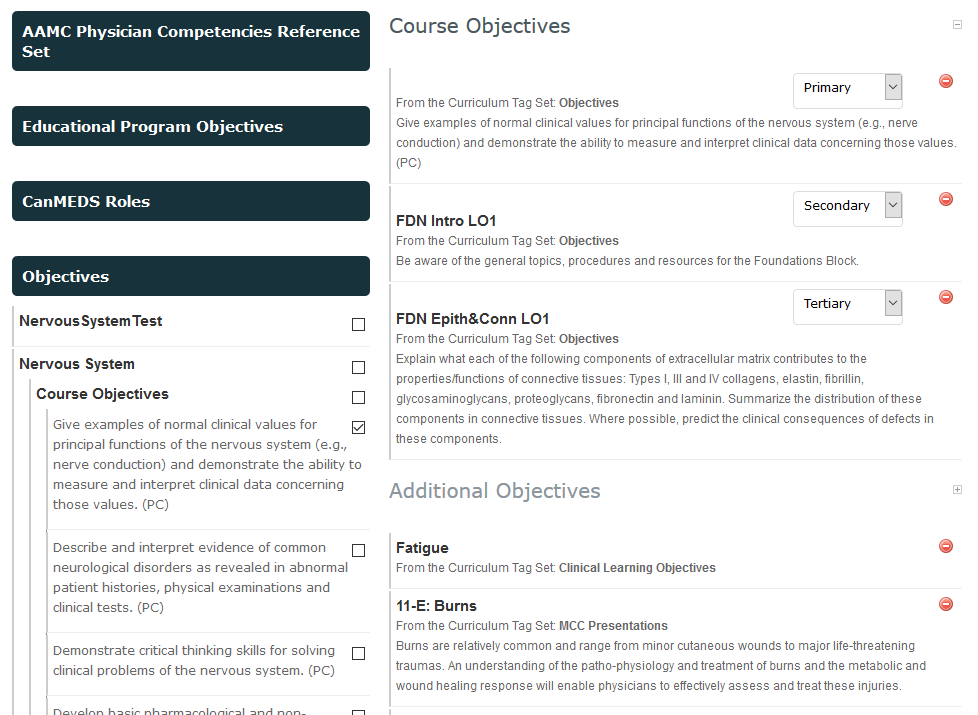 AAMC Physician Competencies Reference
Set
Educational Program Objectives
CanMEDS Roles
Objectives
NervousSystemTest
Nervous System
Course Objectives
Give examples of normal clinical values for
principal functions of the nervous system (e.g.,
nerve conduction) and demonstrate the ability to
measure and interpret clinical data concerning
those values. (PC)
Describe and interpret evidence of common
neurological disorders as revealed in abnormal
patient histories, physical examinations and
clinical tests. (PC)
Demonstrate critical thinking skills for solving
clinical problems of the nervous system. (PC)
Develop basic pharmacological and non-
Course Objectives
Primary
From the Curriculum Tag Set: Objectives
Give examples of normal clinical values for principal functions of the nervous system (e.g., nerve
conduction) and demonstrate the ability to measure and interpret clinical data concerning those values.
(PC)
Secondary
FDN Intro LO1
From the Curriculum Tag Set: Objectives
Be aware of the general topics, procedures and resources for the Foundations Block.
Tertiary
FDN Epith&Conn LO1
From the Curriculum Tag Set: Objectives
Explain what each of the following components of extracellular matrix contributes to the
properties/functions of connective tissues: Types I, III and IV collagens, elastin, fibrillin,
glycosaminoglycans, proteoglycans, fibronectin and laminin. Summarize the distribution of these
components in connective tissues. Where possible, predict the clinical consequences of defects in
these components.
Additional Objectives
Fatigue
From the Curriculum Tag Set: Clinical Learning Objectives
11-E: Burns
From the Curriculum Tag Set: MCC Presentations
Burns are relatively common and range from minor cutaneous wounds to major life-threatening
traumas. An understanding of the patho-physiology and treatment of burns and the metabolic and
wound healing response will enable physicians to effectively assess and treat these injuries.